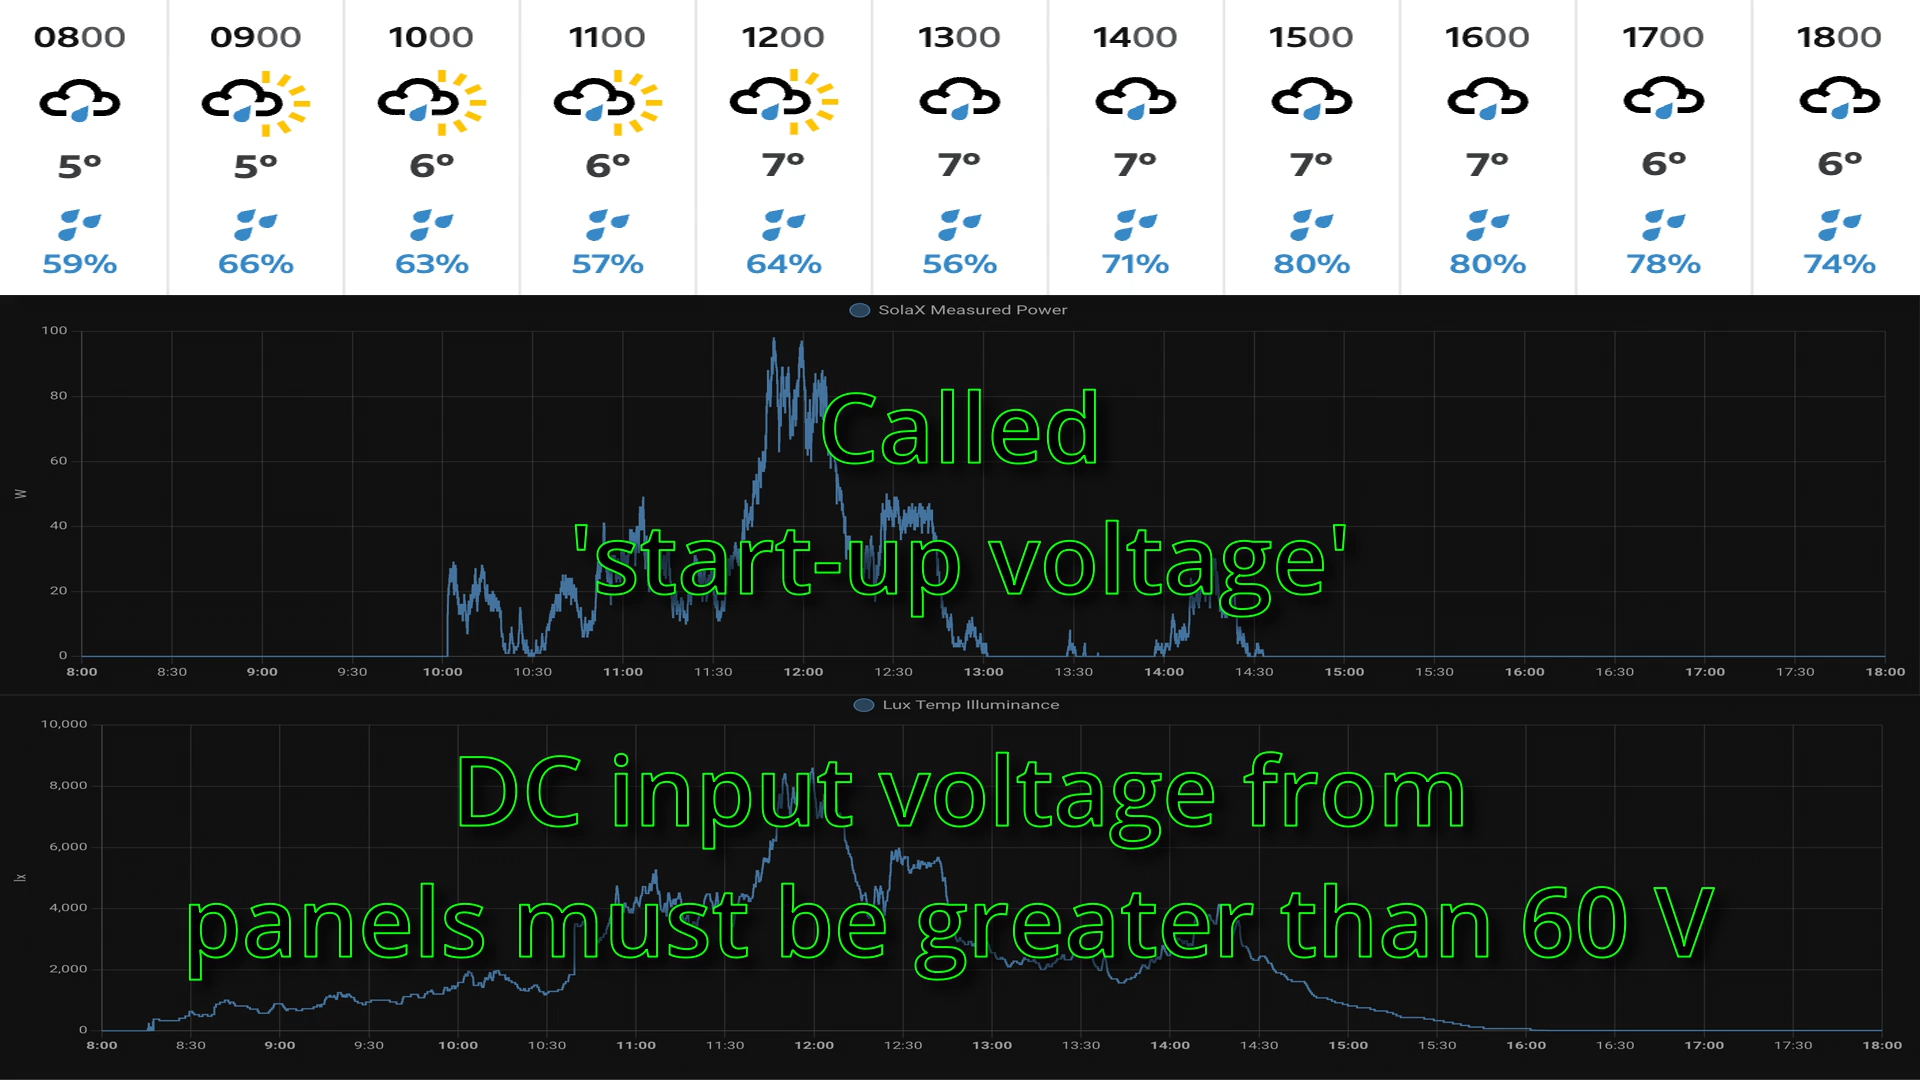 0800 0900 1000 1100 1200 1300 1400 1500 1600 1700 1800
5° 5° 6° 6° 7° 7° 7° 7° 7° 6° 6°
59% 66% 63% 57% 64% 56% 71% 80% 80% 78% 74%
SolaX Measured Power
100
80
Called
60
W
40
'start-up voltage'
20
0
8:00 8:30 9:00 9:30 10:00 10:30 11:00 11:30 12:00 12:30 13:00 13:30 14:00 14:30 15:00 15:30 16:00 16:30 17:00 17:30 18:00
Lux Temp Illuminance
10,000
8,000
DC input voltage from
6,000
lx
4,000
panels must be greater than 60 V
2,000
0
8:00 8:30 9:00 9:30 10:00 10:30 11:00 11:30 12:00 12:30 13:00 13:30 14:00 14:30 15:00 15:30 16:00 16:30 17:00 17:30 18:00